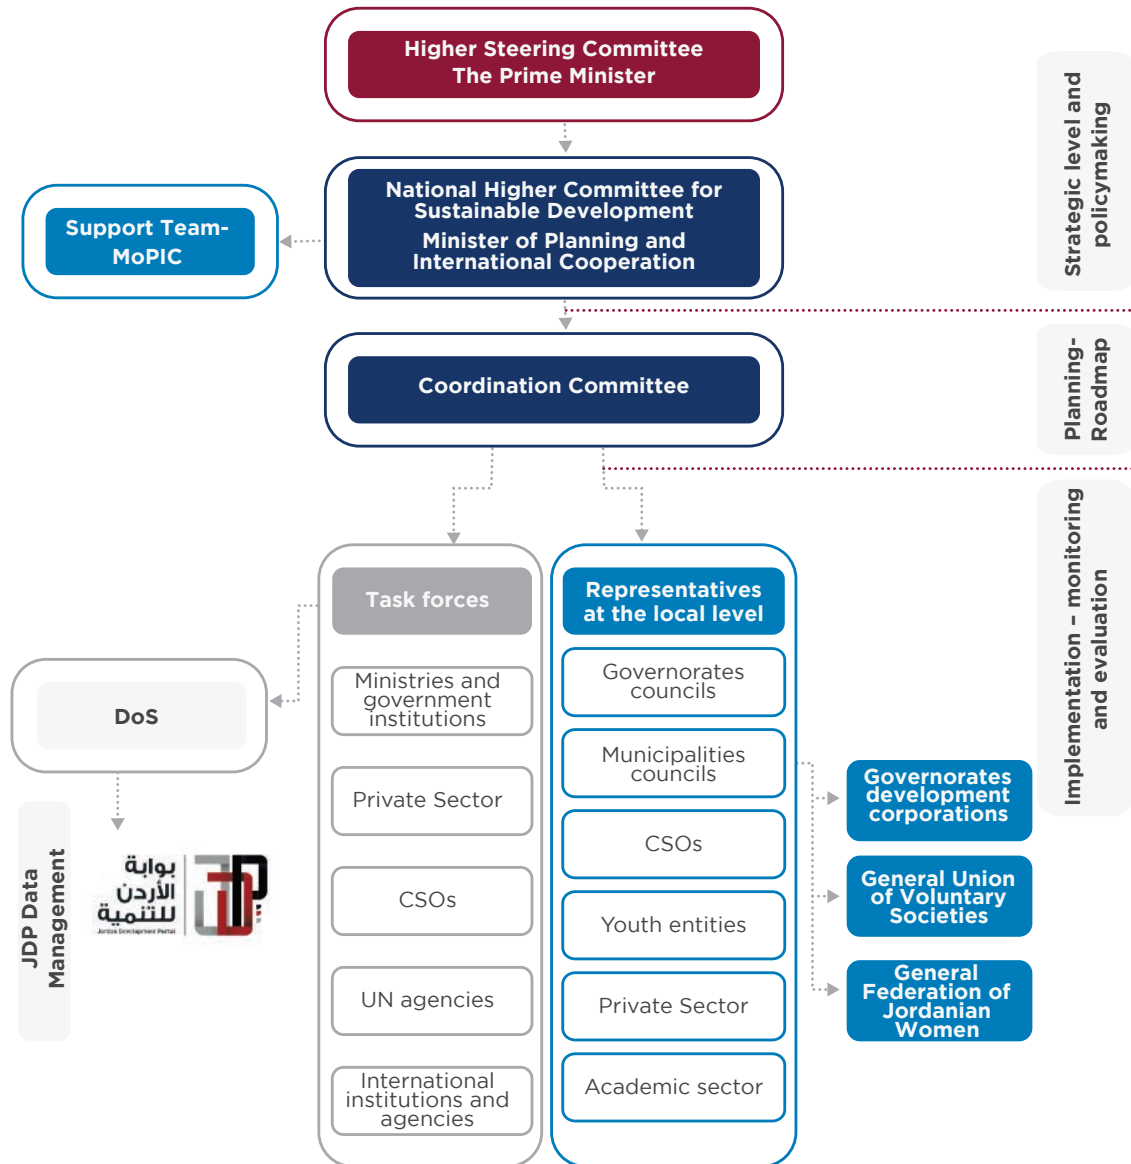 Higher Steering Committee
The Prime Minister
National Higher Committee for
Sustainable Development
Minister of Planning and
International Cooperation
Support Team-
MoPIC
Coordination Committee
Strategic level and
policymaking
Planning-
Roadmap
Implementation – monitoring
and evaluation
Task forces
Ministries and
government
institutions
Private Sector
CSOs
UN agencies
International
institutions and
agencies
Representatives
at the local level
Governorates
councils
Municipalities
councils
CSOs
Youth entities
Private Sector
Academic sector
Governorates
development
corporations
General Union
of Voluntary
Societies
General
Federation of
Jordanian
Women
DoS
JDP Data
Management
بوابة
الأردن
للتنمية
Jordan Development Portal
JDP